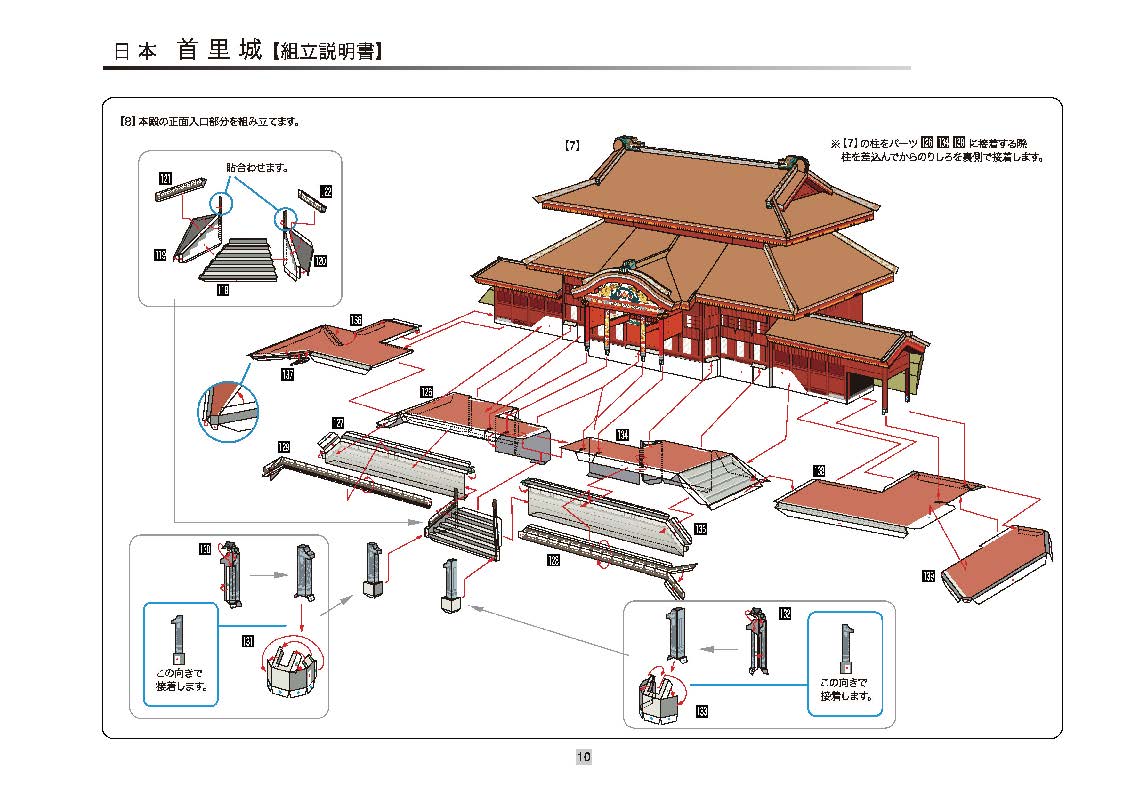 日本 首里城【組立説明書】
【8】本殿の正面入口部分を組み立てます。
【7】
※【7】の柱をパーツ 126 134 に接着する際
柱を差込んでからのりしろを裏側で接着します。
貼合わせます。
121
122
119
120
118
136
137
126
127
134
129
138
135
128
139
130
132
131
この向きで
接着します。
この向きで
接着します。
133
10